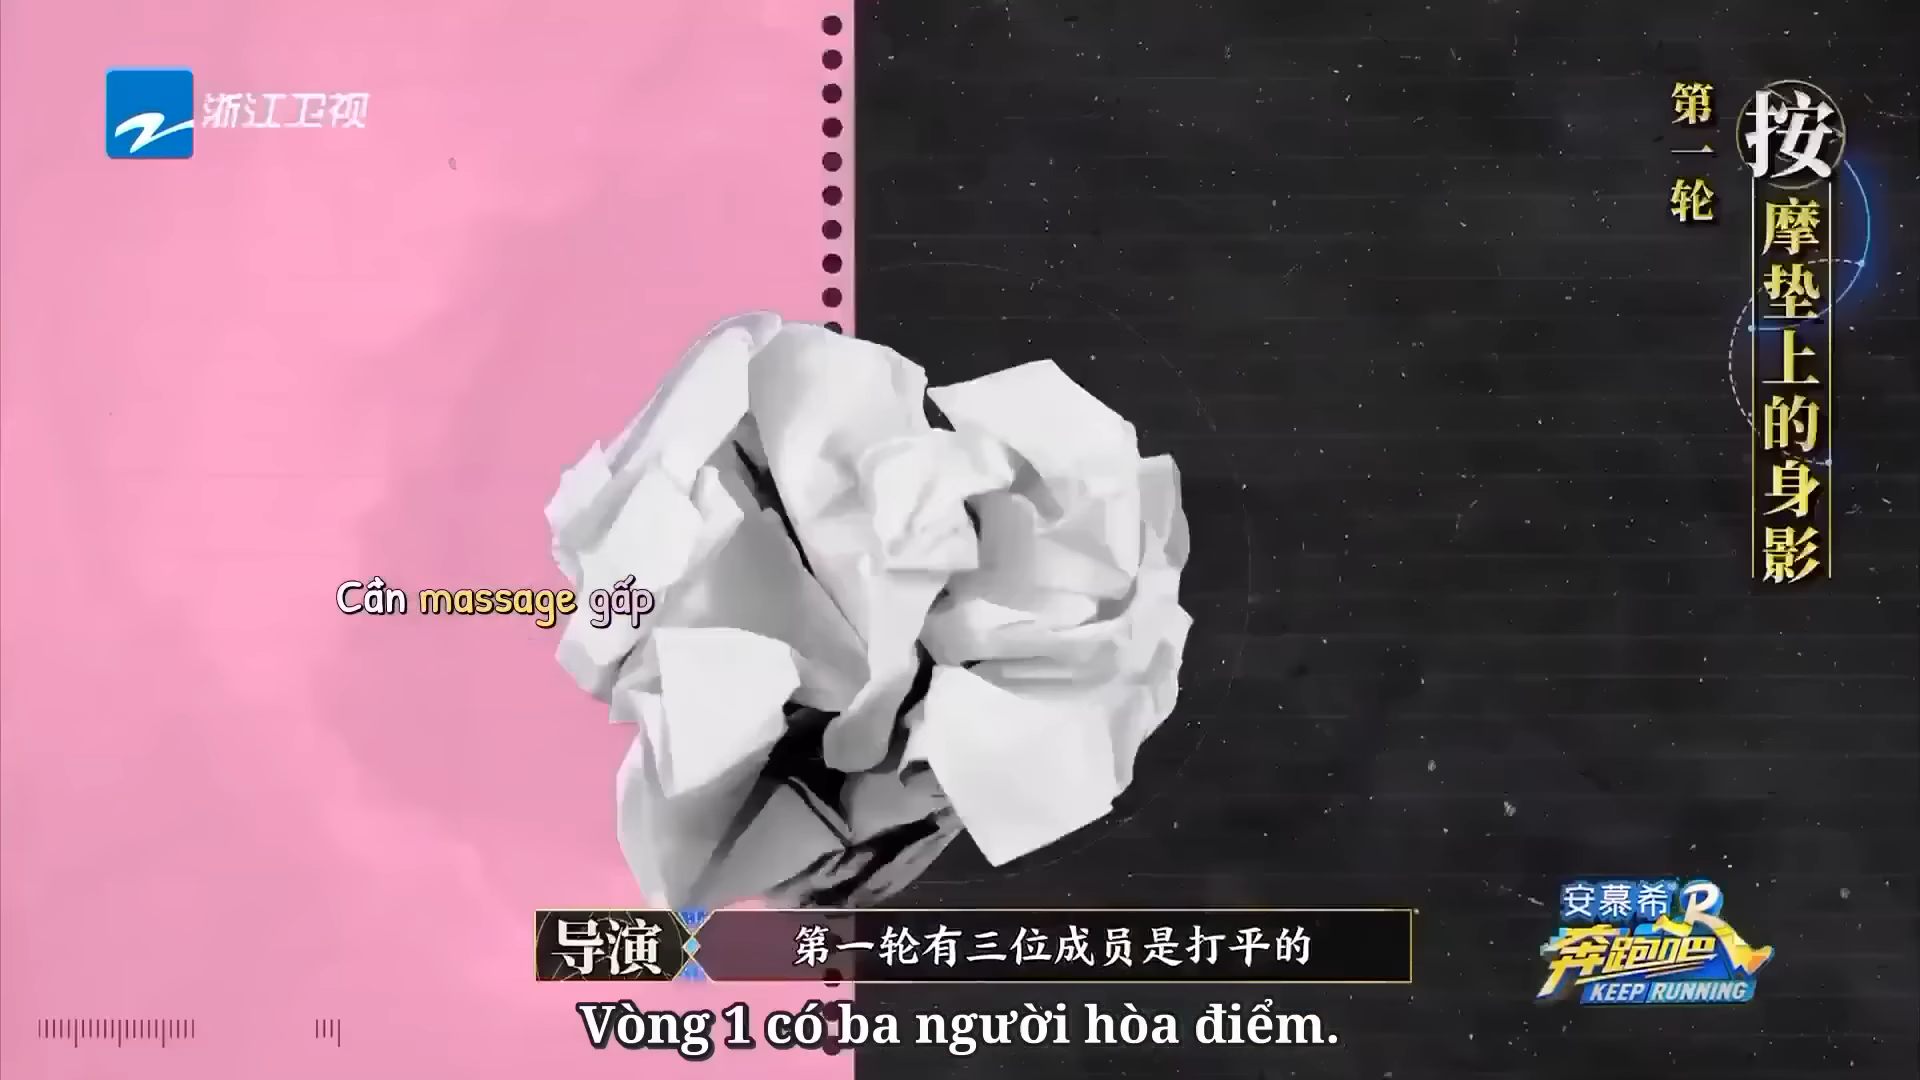 浙江卫视
第一轮
按摩垫上的身影
Cần massage gấp
导演
第一轮有三位成员是打平的
安慕希
奔跑吧
KEEP RUNNING
Vòng 1 có ba người hòa điểm.